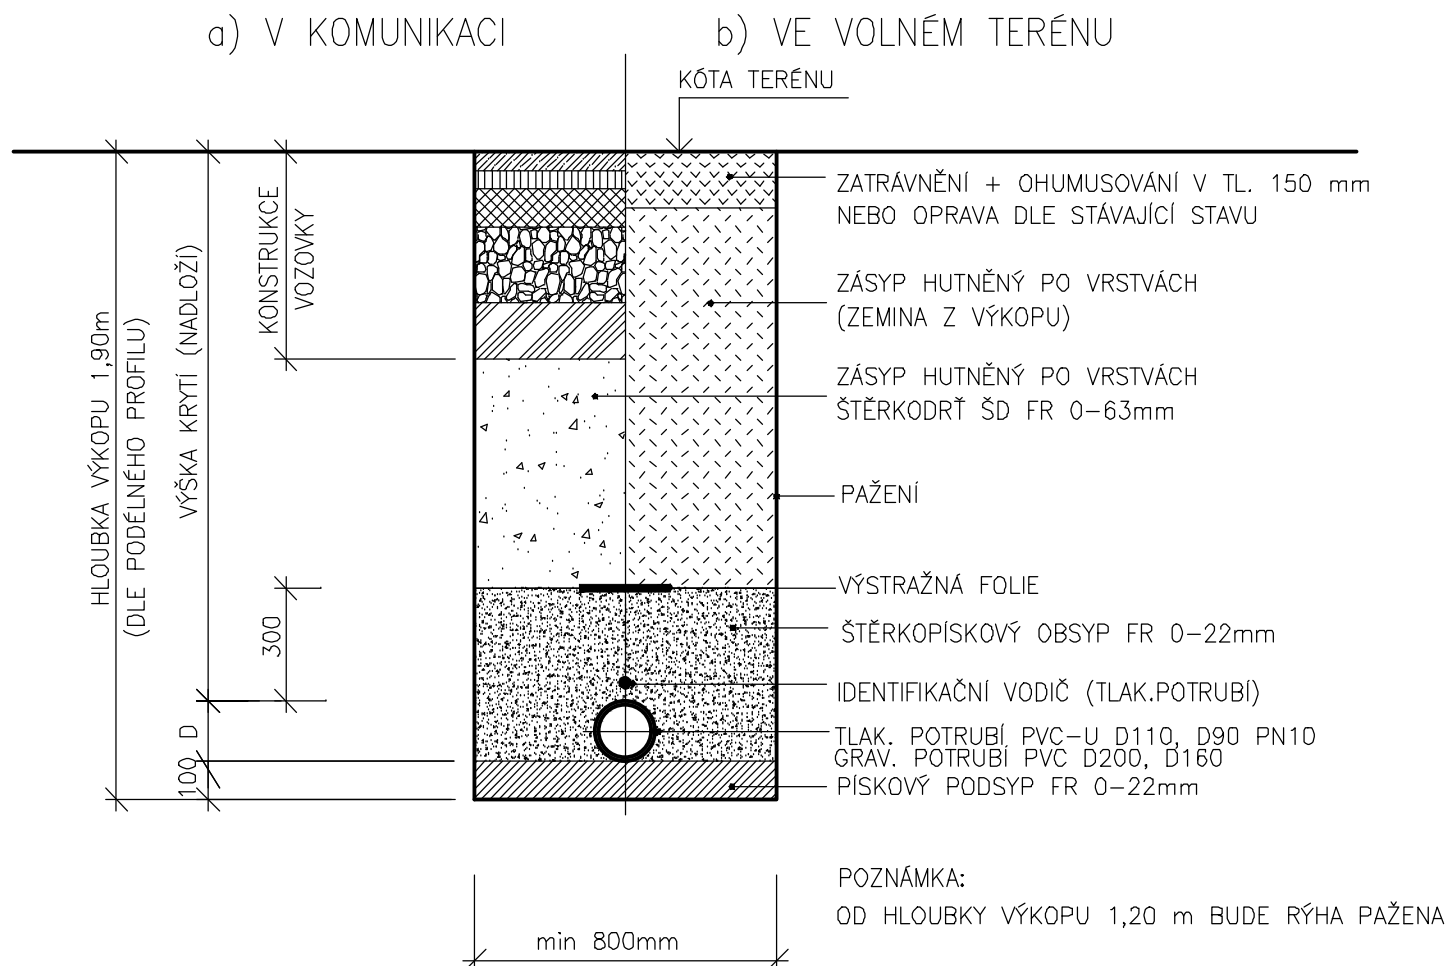 a) V KOMUNIKACI
b) VE VOLNÉM TERÉNU
KÓTA TERÉNU
ZATRÁVNĚNÍ + OHUMUSOVÁNÍ V TL. 150 mm
NEBO OPRAVA DLE STÁVAJÍCÍ STAVU
ZÁSYP HUTNĚNÝ PO VRSTVÁCH
(ZEMINA Z VÝKOPU)
ZÁSYP HUTNĚNÝ PO VRSTVÁCH
ŠTĚRKODRŤ ŠD FR 0-63mm
PAŽENÍ
VÝSTRAŽNÁ FOLIE
ŠTĚRKOPÍSKOVÝ OBSYP FR 0-22mm
IDENTIFIKAČNÍ VODIČ (TLAK.POTRUBÍ)
TLAK. POTRUBÍ PVC-U D110, D90 PN10
GRAV. POTRUBÍ PVC D200, D160
PÍSKOVÝ PODSYP FR 0-22mm
HLOUBKA VÝKOPU 1,90m
(DLE PODÉLNÉHO PROFILU)
VÝŠKA KRYTÍ (NADLOŽÍ)
KONSTRUKCE
VOZOVKY
300
D
100
min 800mm
POZNÁMKA:
OD HLOUBKY VÝKOPU 1,20 m BUDE RÝHA PAŽENA